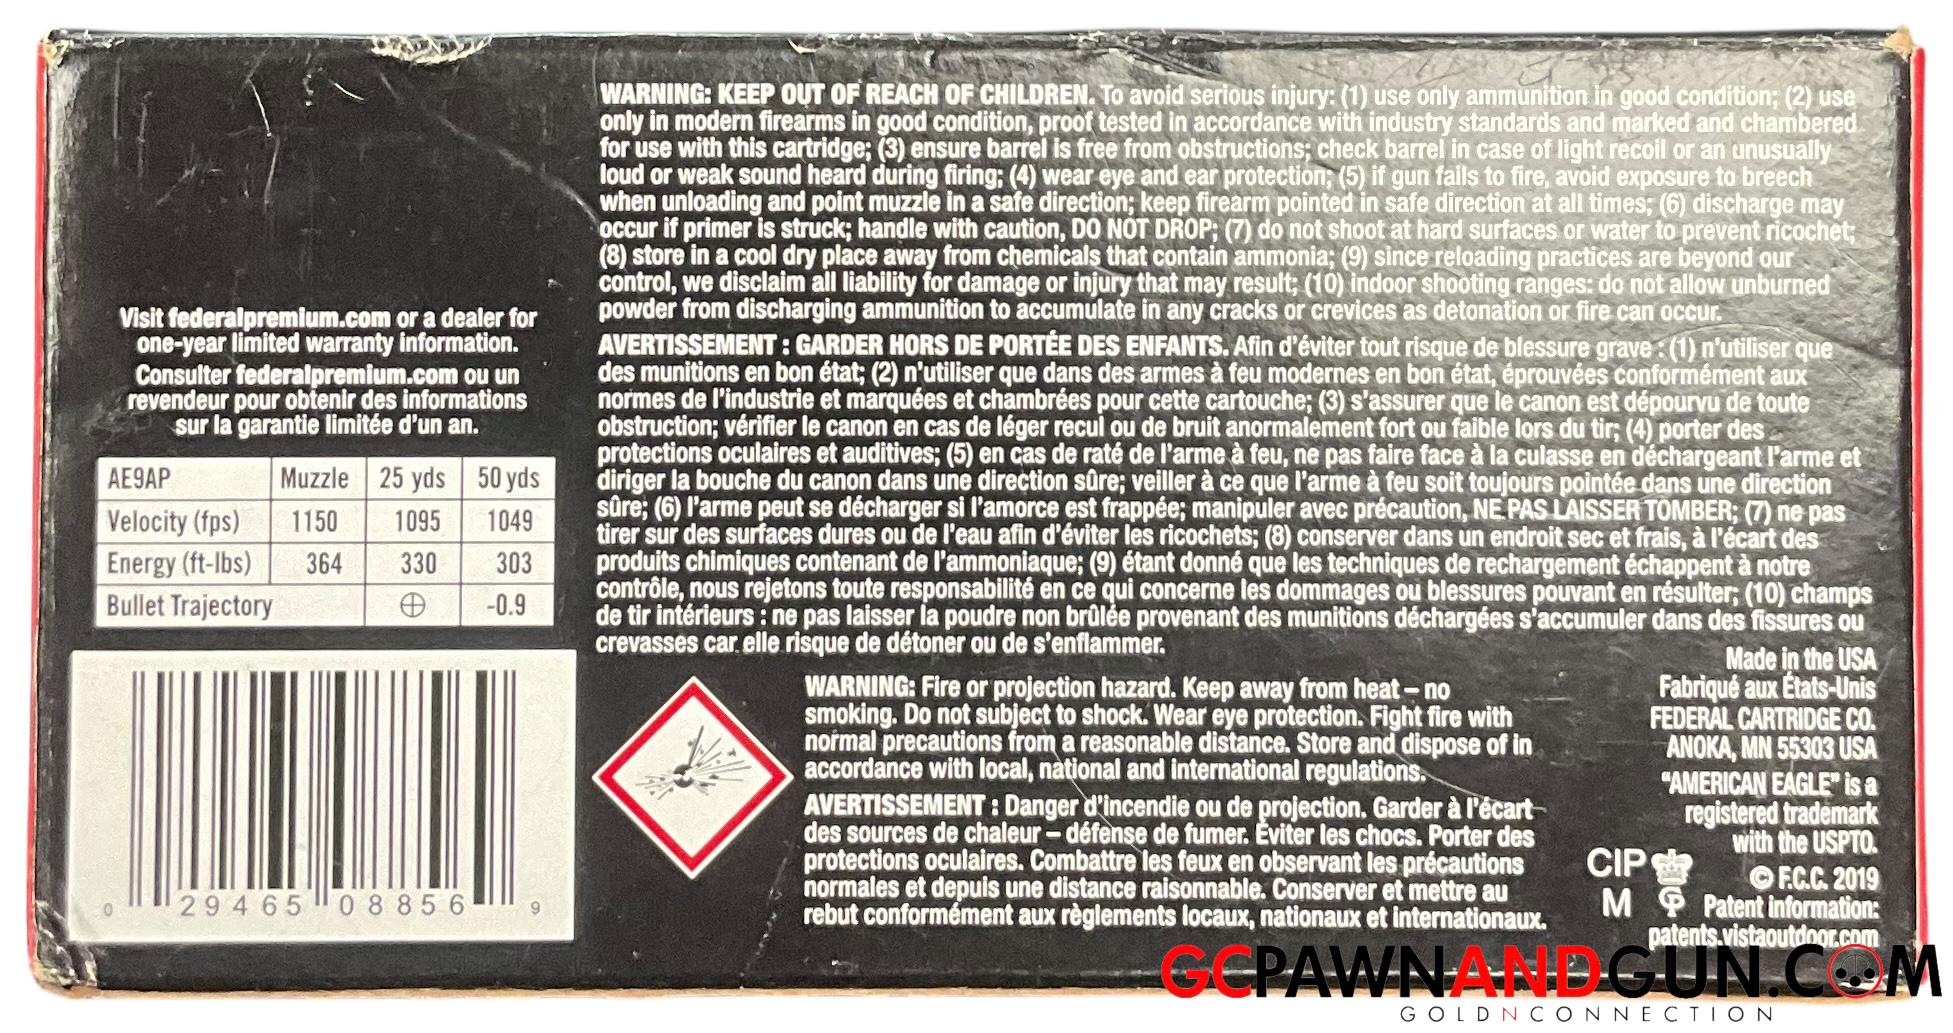 WARNING: KEEP OUT OF REACH OF CHILDREN. To avoid serious injury: (1) use only ammunition in good condition; (2) use
only in modern firearms in good condition, proof tested in accordance with industry standards and marked and chambered
for use with this cartridge; (3) ensure barrel is free from obstructions; check barrel in case of light recoil or an unusually
loud or weak sound heard during firing; (4) wear eye and ear protection; (5) if gun fails to fire, avoid exposure to breech
when unloading and point muzzle in a safe direction; keep firearm pointed in safe direction at all times; (6) discharge may
occur if primer is struck; handle with caution, DO NOT DROP; (7) do not shoot at hard surfaces or water to prevent ricochet;
(8) store in a cool dry place away from chemicals that contain ammonia; (9) since reloading practices are beyond our
control, we disclaim all liability for damage or injury that may result; (10) indoor shooting ranges: do not allow unburned
powder from discharging ammunition to accumulate in any cracks or crevices as detonation or fire can occur.
AVERTISSEMENT : GARDER HORS DE PORTÉE DES ENFANTS. Afin d'éviter tout risque de blessure grave : (1) n'utiliser que
des munitions en bon état; (2) n'utiliser que dans des armes à feu modernes en bon état, éprouvées conformément aux
normes de l'industrie et marquées et chambrées pour cette cartouche; (3) s'assurer que le canon est dépourvu de toute
obstruction; vérifier le canon en cas de léger recul ou de bruit anormalement fort ou faible lors du tir; (4) porter des
protections oculaires et auditives; (5) en cas de raté de l'arme à feu, ne pas faire face à la culasse en déchargeant l'arme et
diriger la bouche du canon dans une direction sûre; veiller à ce que l'arme à feu soit toujours pointée dans une direction
sûre; (6) l'arme peut se décharger si l'amorce est frappée; manipuler avec précaution, NE PAS LAISSER TOMBER; (7) ne pas
tirer sur des surfaces dures ou de l'eau afin d'éviter les ricochets; (8) conserver dans un endroit sec et frais, à l'écart des
produits chimiques contenant de l'ammoniaque; (9) étant donné que les techniques de rechargement échappent à notre
contrôle, nous rejetons toute responsabilité en ce qui concerne les dommages ou blessures pouvant en résulter; (10) champs
de tir intérieurs : ne pas laisser la poudre non brûlée provenant des munitions déchargées s'accumuler dans des fissures ou
crevasses car elle risque de détoner ou de s'enflammer.
Visit federalpremium.com or a dealer for
one-year limited warranty information.
Consulter federalpremium.com ou un
revendeur pour obtenir des informations
sur la garantie limitée d'un an.
AE9AP Muzzle 25 yds 50 yds
Velocity (fps) 1150 1095 1049
Energy (ft-lbs) 364 330 303
Bullet Trajectory ⊕ -0.9
0 29465 08856 9
WARNING: Fire or projection hazard. Keep away from heat – no
smoking. Do not subject to shock. Wear eye protection. Fight fire with
normal precautions from a reasonable distance. Store and dispose of in
accordance with local, national and international regulations.
AVERTISSEMENT : Danger d'incendie ou de projection. Garder à l'écart
des sources de chaleur – défense de fumer. Éviter les chocs. Porter des
protections oculaires. Combattre les feux en observant les précautions
normales et depuis une distance raisonnable. Conserver et mettre au
rebut conformément aux règlements locaux, nationaux et internationaux.
Made in the USA
Fabriqué aux États-Unis
FEDERAL CARTRIDGE CO.
ANOKA, MN 55303 USA
"AMERICAN EAGLE" is a
registered trademark
with the USPTO.
CIP
M
© F.C.C. 2019
Patent information:
patents.vistaoutdoor.com
GCPAWNANDGUN.COM
GOLDNCONNECTION